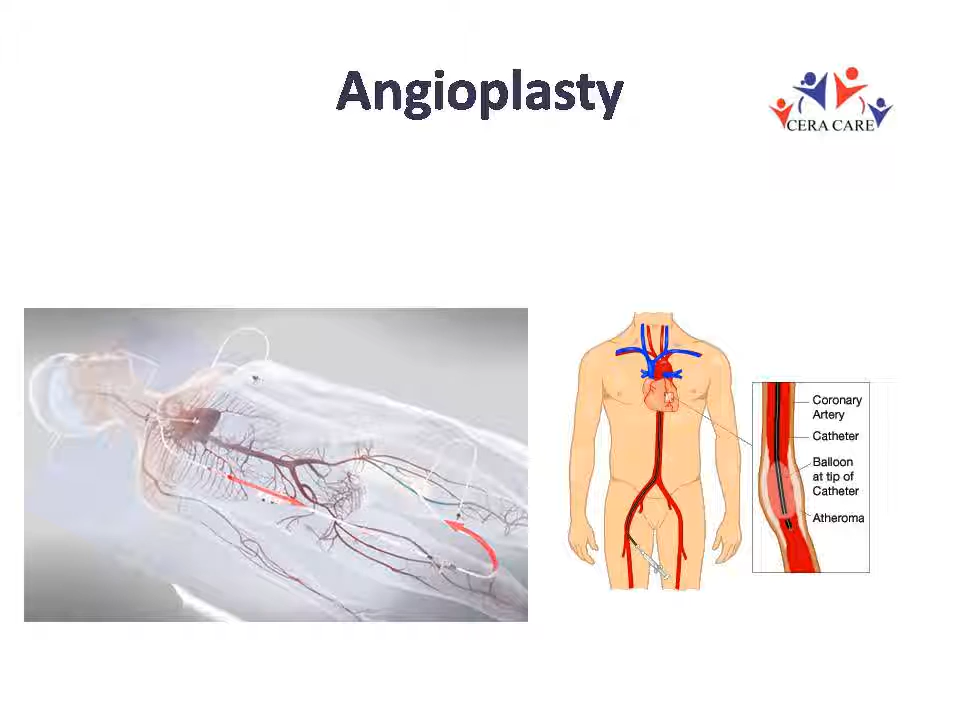 Angioplasty
CERA CARE
Coronary
Artery
Catheter
Balloon
at tip of
Catheter
Atheroma